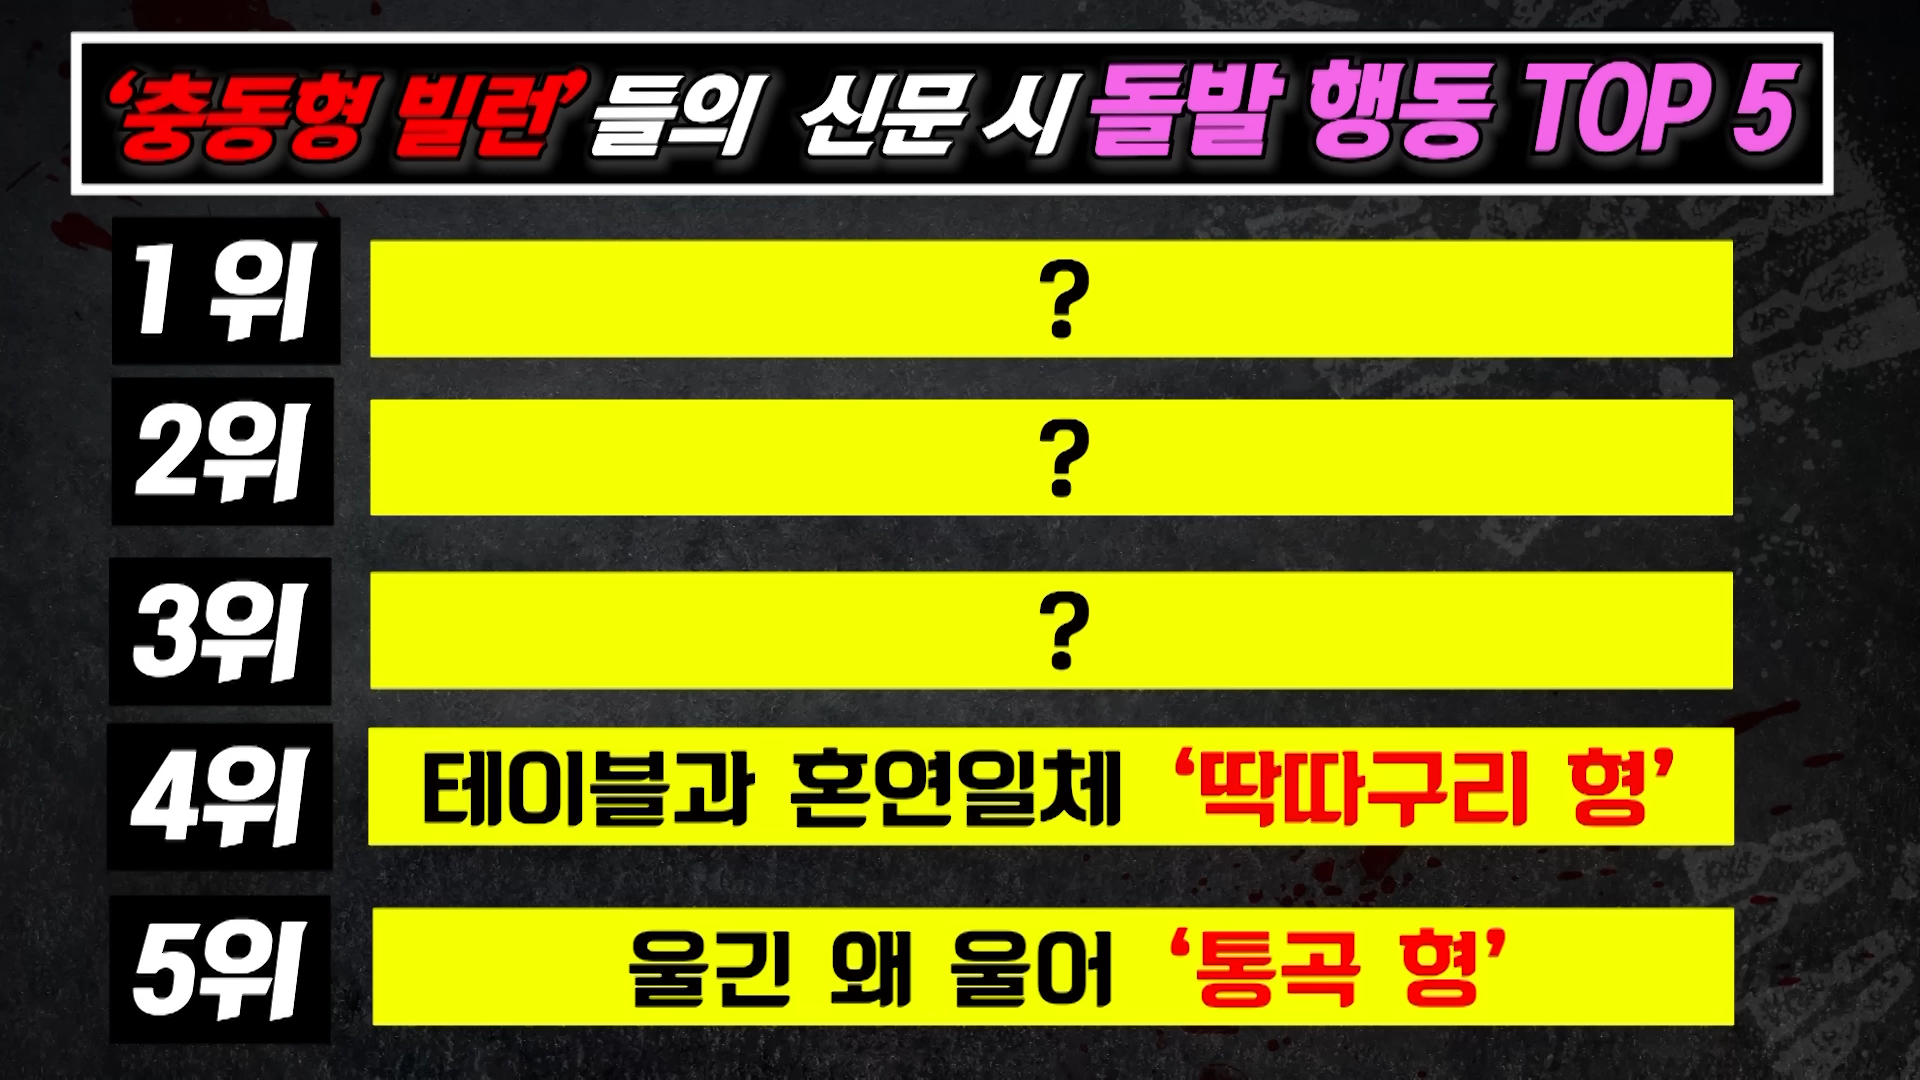 ‘충동형 빌런’들의 신문 시 돌발 행동 TOP 5
1위 ?
2위 ?
3위 ?
4위 테이블과 혼연일체 ‘딱따구리 형’
5위 울긴 왜 울어 ‘통곡 형’